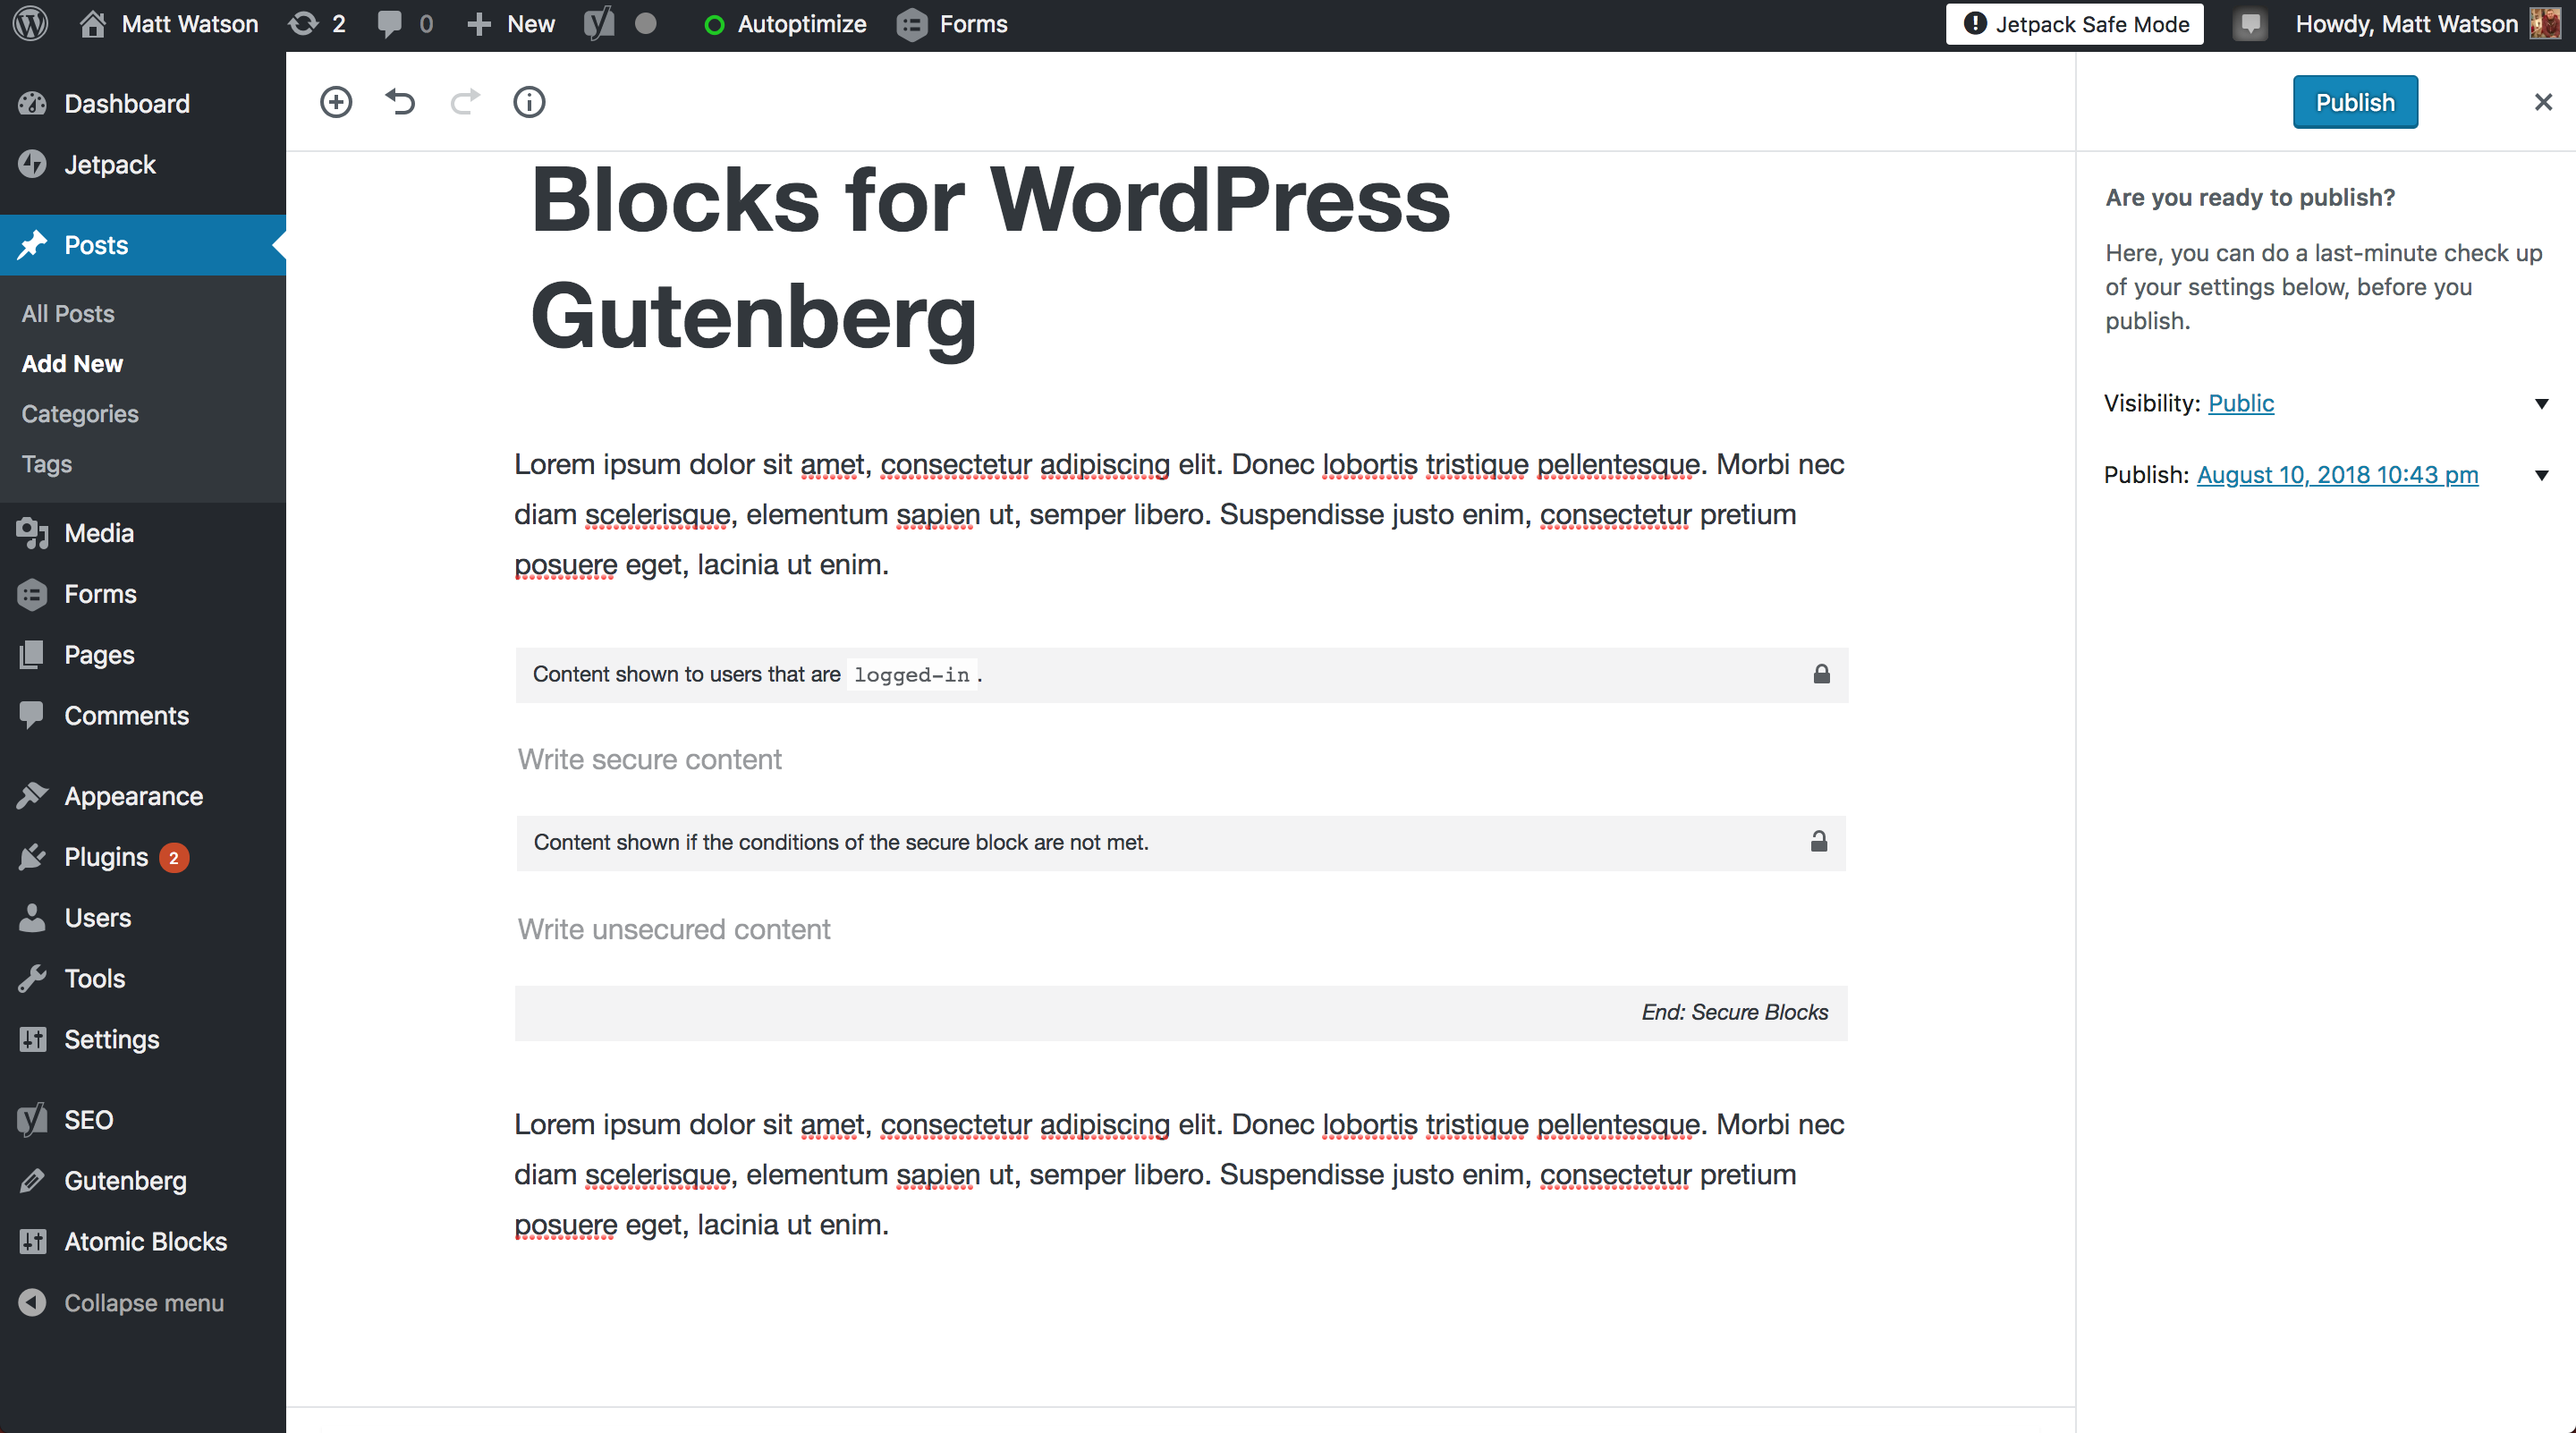 Matt Watson
2
0
New
Autoptimize
Forms
Jetpack Safe Mode
Howdy, Matt Watson
Dashboard
Jetpack
Posts
All Posts
Add New
Categories
Tags
Media
Forms
Pages
Comments
Appearance
Plugins 2
Users
Tools
Settings
SEO
Gutenberg
Atomic Blocks
Collapse menu
Blocks for WordPress
Gutenberg
Lorem ipsum dolor sit amet, consectetur adipiscing elit. Donec lobortis tristique pellentesque. Morbi nec
diam scelerisque, elementum sapien ut, semper libero. Suspendisse justo enim, consectetur pretium
posuere eget, lacinia ut enim.
Content shown to users that are logged-in.
Write secure content
Content shown if the conditions of the secure block are not met.
Write unsecured content
End: Secure Blocks
Lorem ipsum dolor sit amet, consectetur adipiscing elit. Donec lobortis tristique pellentesque. Morbi nec
diam scelerisque, elementum sapien ut, semper libero. Suspendisse justo enim, consectetur pretium
posuere eget, lacinia ut enim.
Publish
Are you ready to publish?
Here, you can do a last-minute check up
of your settings below, before you
publish.
Visibility: Public
Publish: August 10, 2018 10:43 pm